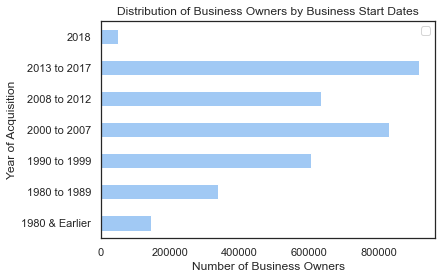 Distribution of Business Owners by Business Start Dates
2018
2013 to 2017
2008 to 2012
2000 to 2007
1990 to 1999
1980 to 1989
1980 & Earlier
Year of Acquisition
0 200000 400000 600000 800000
Number of Business Owners